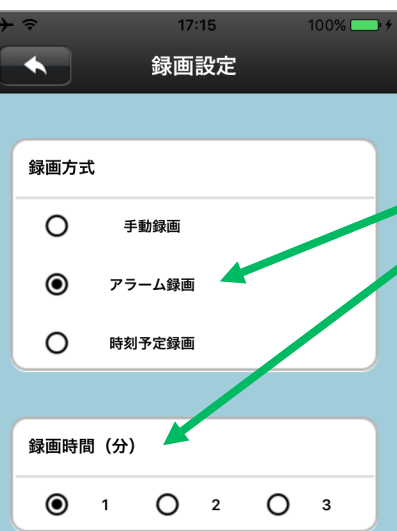 17:15 100%
録画設定
録画方式
手動録画
アラーム録画
時刻予定録画
録画時間（分）
1 2 3